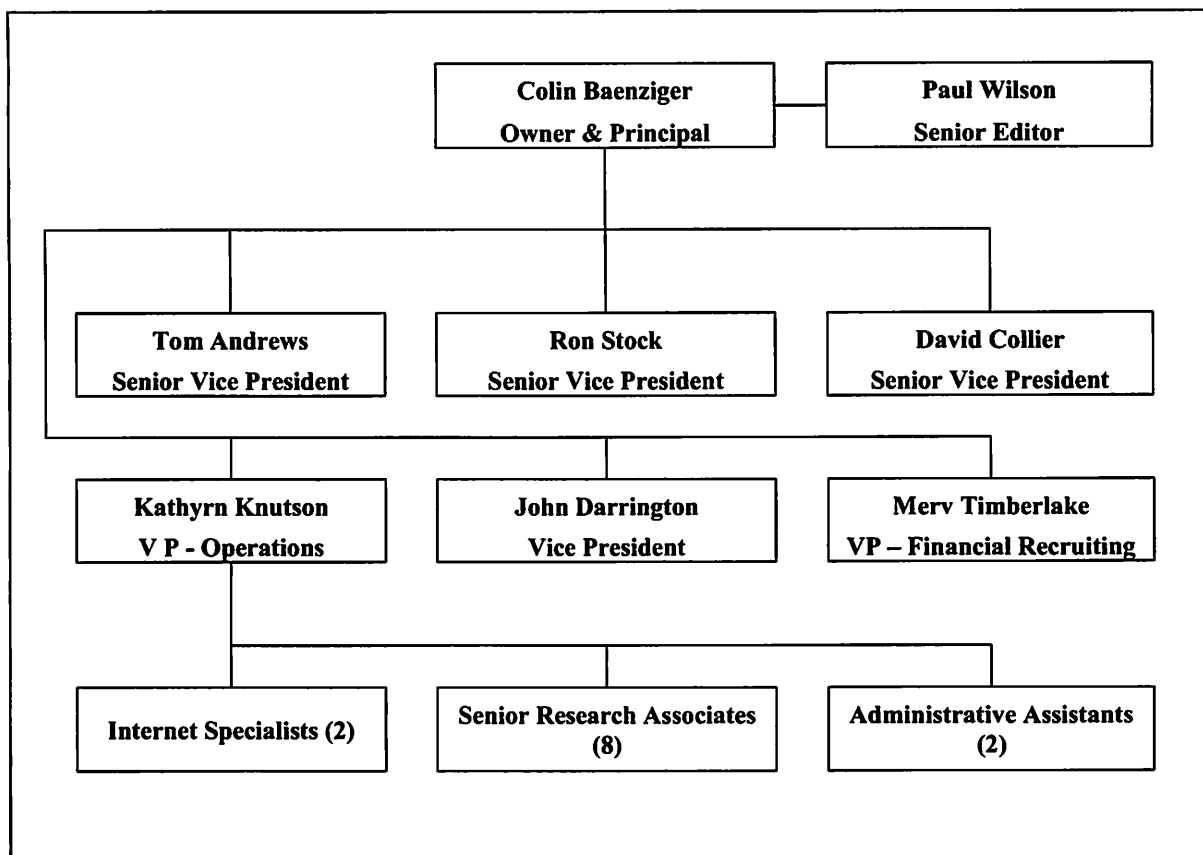 Colin Baenziger
Owner & Principal
Paul Wilson
Senior Editor
Tom Andrews
Senior Vice President
Ron Stock
Senior Vice President
David Collier
Senior Vice President
Kathyrn Knutson
V P - Operations
John Darrington
Vice President
Merv Timberlake
VP – Financial Recruiting
Internet Specialists (2)
Senior Research Associates
(8)
Administrative Assistants
(2)